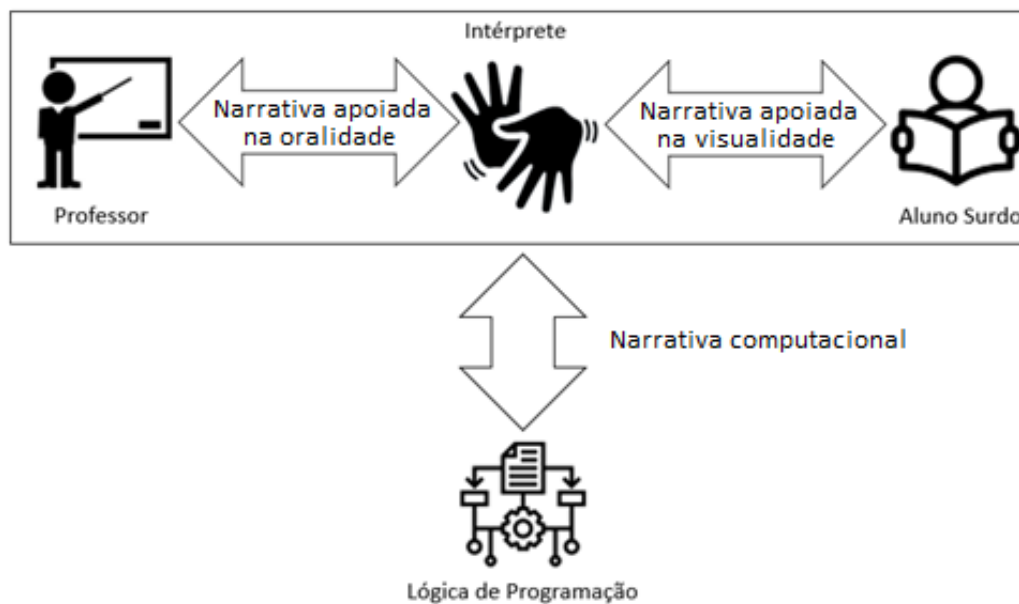 Intérprete
Narrativa apoiada
na oralidade
Narrativa apoiada
na visualidade
Professor
Aluno Surdo
Narrativa computacional
Lógica de Programação